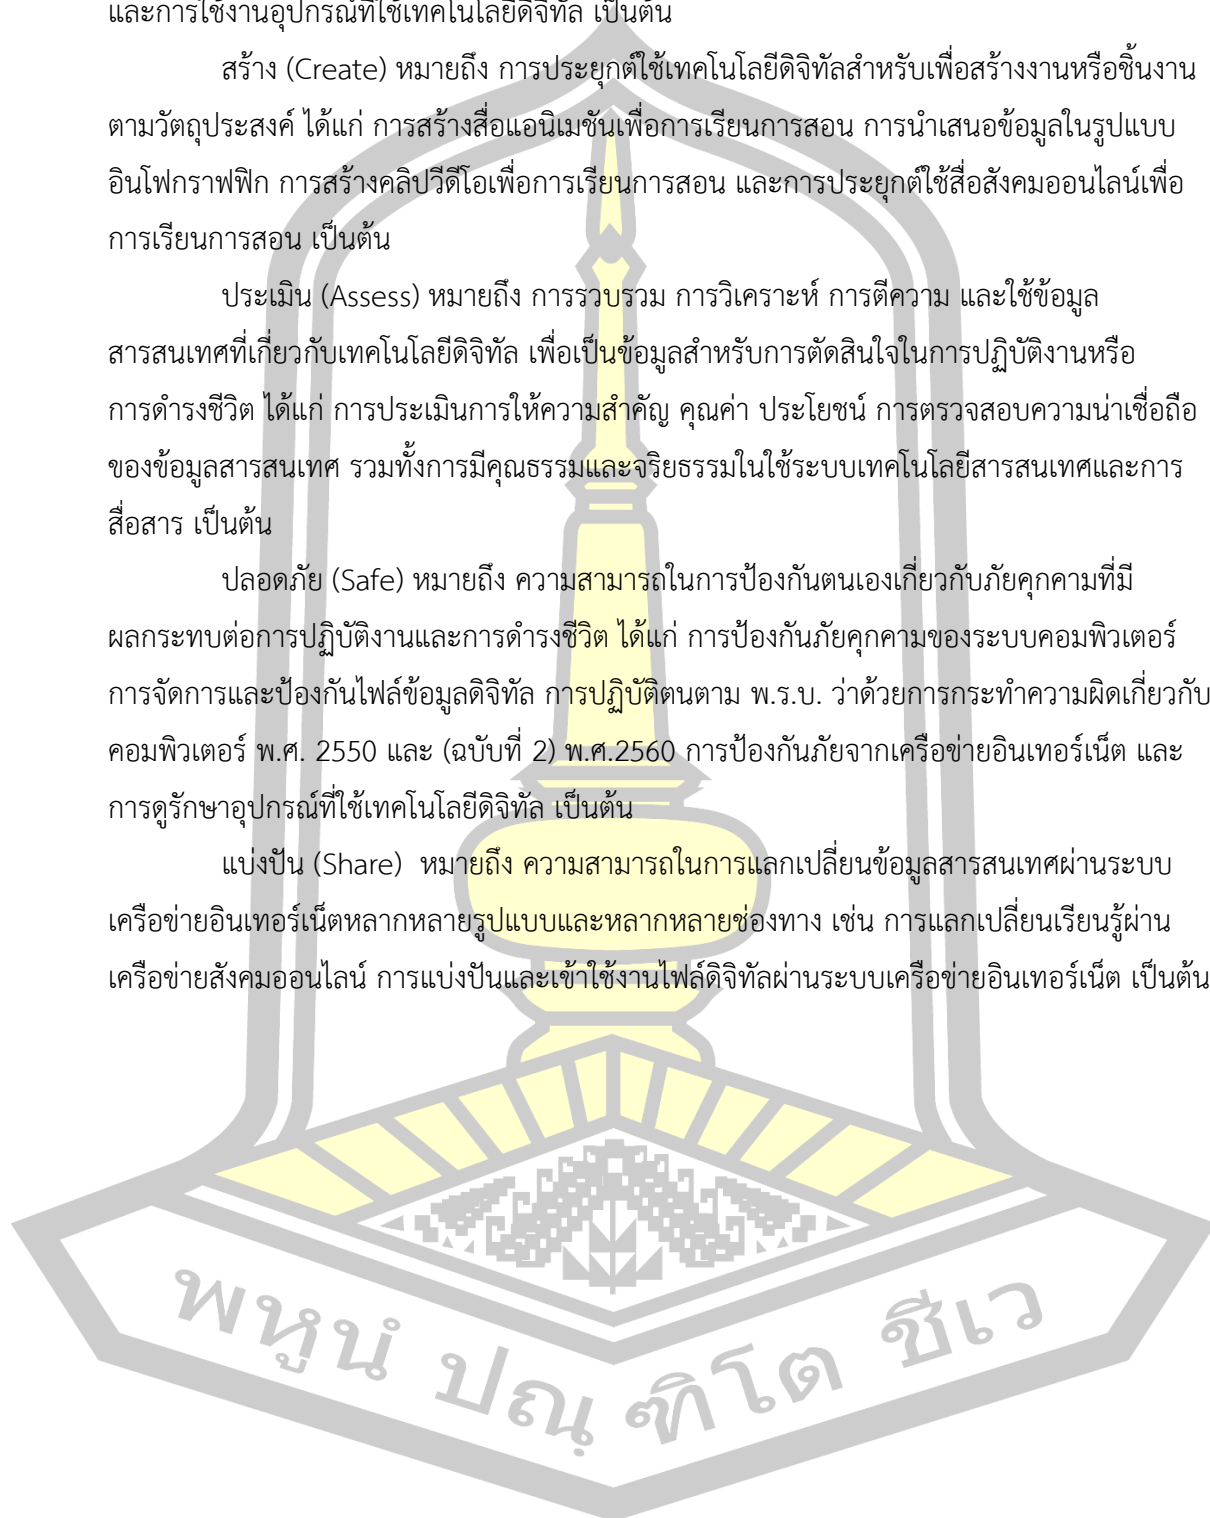 และการใช้งานอุปกรณ์ที่ใช้เทคโนโลยีดิจิทัล เป็นต้น
สร้าง (Create) หมายถึง การประยุกต์ใช้เทคโนโลยีดิจิทัลสำหรับเพื่อสร้างงานหรือชิ้นงาน
ตามวัตถุประสงค์ ได้แก่ การสร้างสื่อแอนิเมชันเพื่อการเรียนการสอน การนำเสนอข้อมูลในรูปแบบ
อินโฟกราฟฟิก การสร้างคลิปวีดีโอเพื่อการเรียนการสอน และการประยุกต์ใช้สื่อสังคมออนไลน์เพื่อ
การเรียนการสอน เป็นต้น
ประเมิน (Assess) หมายถึง การรวบรวม การวิเคราะห์ การตีความ และใช้ข้อมูล
สารสนเทศที่เกี่ยวกับเทคโนโลยีดิจิทัล เพื่อเป็นข้อมูลสำหรับการตัดสินใจในการปฏิบัติงานหรือ
การดำรงชีวิต ได้แก่ การประเมินการให้ความสำคัญ คุณค่า ประโยชน์ การตรวจสอบความน่าเชื่อถือ
ของข้อมูลสารสนเทศ รวมทั้งการมีคุณธรรมและจริยธรรมในใช้ระบบเทคโนโลยีสารสนเทศและการ
สื่อสาร เป็นต้น
ปลอดภัย (Safe) หมายถึง ความสามารถในการป้องกันตนเองเกี่ยวกับภัยคุกคามที่มี
ผลกระทบต่อการปฏิบัติงานและการดำรงชีวิต ได้แก่ การป้องกันภัยคุกคามของระบบคอมพิวเตอร์
การจัดการและป้องกันไฟล์ข้อมูลดิจิทัล การปฏิบัติตนตาม พ.ร.บ. ว่าด้วยการกระทำความผิดเกี่ยวกับ
คอมพิวเตอร์ พ.ศ. 2550 และ (ฉบับที่ 2) พ.ศ.2560 การป้องกันภัยจากเครือข่ายอินเทอร์เน็ต และ
การดูรักษาอุปกรณ์ที่ใช้เทคโนโลยีดิจิทัล เป็นต้น
แบ่งปัน (Share)  หมายถึง ความสามารถในการแลกเปลี่ยนข้อมูลสารสนเทศผ่านระบบ
เครือข่ายอินเทอร์เน็ตหลากหลายรูปแบบและหลากหลายช่องทาง เช่น การแลกเปลี่ยนเรียนรู้ผ่าน
เครือข่ายสังคมออนไลน์ การแบ่งปันและเข้าใช้งานไฟล์ดิจิทัลผ่านระบบเครือข่ายอินเทอร์เน็ต เป็นต้น
พหูนํ ปณฺฑิโต ชีเว